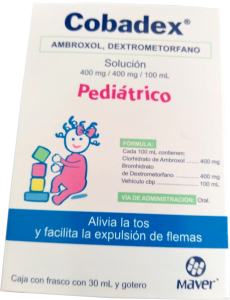 Cobadex®
AMBROXOL, DEXTROMETORFANO
Solución
400 mg / 400 mg / 100 mL
Pediátrico
FÓRMULA:
Cada 100 mL contienen:
Clorhidrato de Ambroxol ..... 400 mg
Bromhidrato
de Dextrometorfano ............ 400 mg
Vehículo cbp ...................... 100 mL
VÍA DE ADMINISTRACIÓN: Oral.
Alivia la tos
y facilita la expulsión de flemas
Caja con frasco con 30 mL y gotero
MAVER®